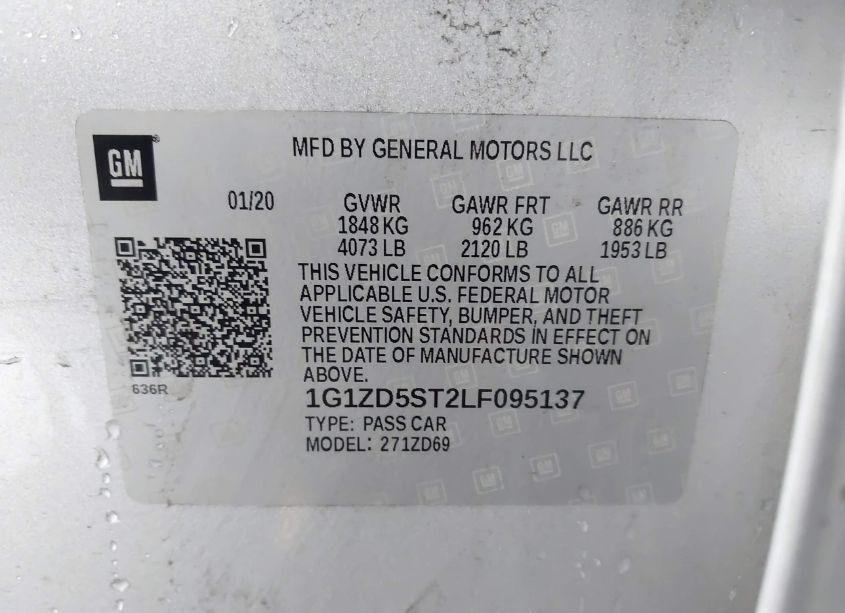 GM
MFD BY GENERAL MOTORS LLC
01/20 GVWR GAWR FRT GAWR RR
1848 KG 962 KG 886 KG
4073 LB 2120 LB 1953 LB
THIS VEHICLE CONFORMS TO ALL
APPLICABLE U.S. FEDERAL MOTOR
VEHICLE SAFETY, BUMPER, AND THEFT
PREVENTION STANDARDS IN EFFECT ON
THE DATE OF MANUFACTURE SHOWN
ABOVE.
636R
1G1ZD5ST2LF095137
TYPE: PASS CAR
MODEL: 271ZD69